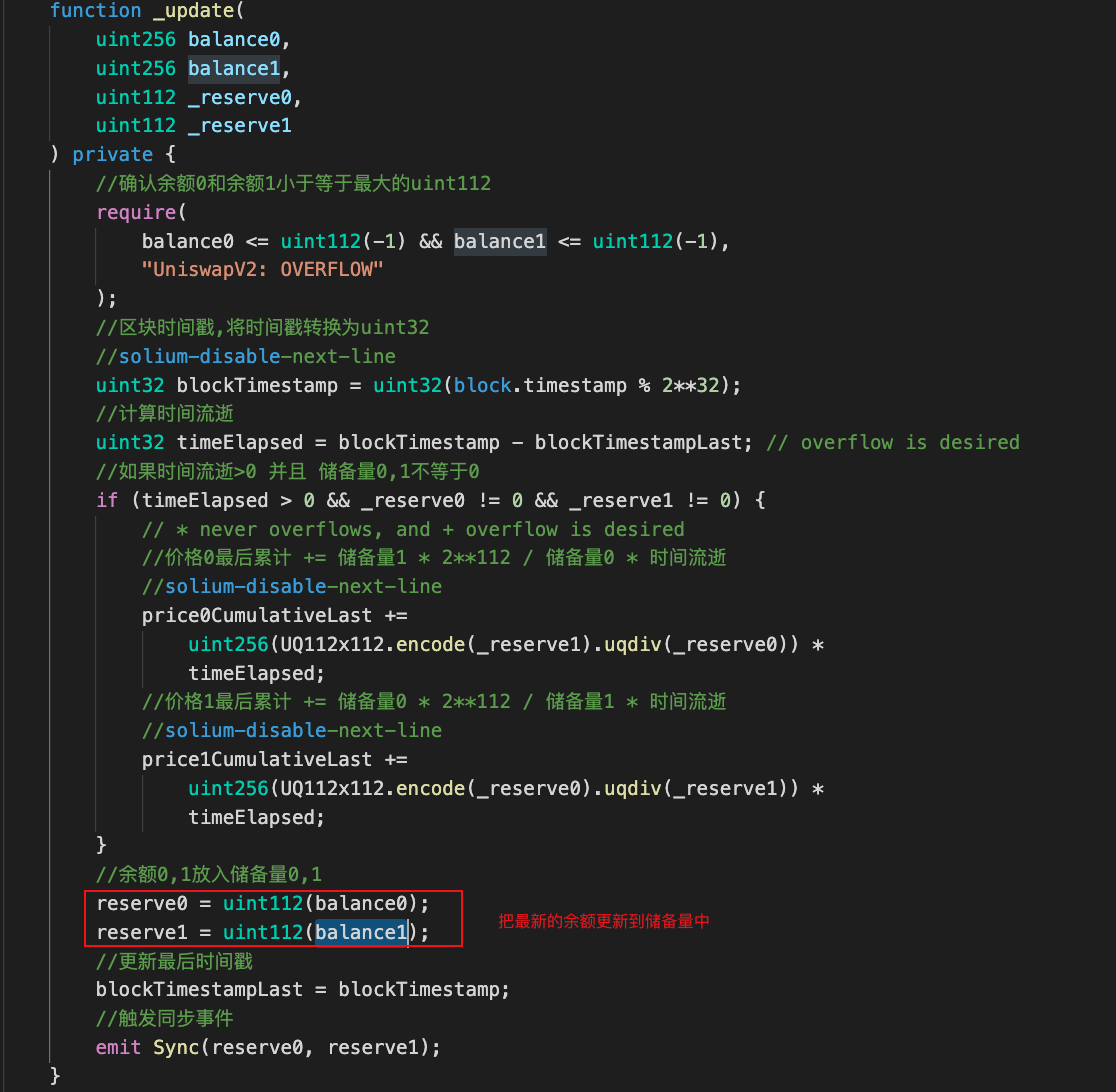 function _update(
uint256 balance0,
uint256 balance1,
uint112 _reserve0,
uint112 _reserve1
) private {
//确认余额0和余额1小于等于最大的uint112
require(
balance0 <= uint112(-1) && balance1 <= uint112(-1),
"UniswapV2: OVERFLOW"
);
//区块时间戳,将时间戳转换为uint32
//solium-disable-next-line
uint32 blockTimestamp = uint32(block.timestamp % 2**32);
//计算时间流逝
uint32 timeElapsed = blockTimestamp - blockTimestampLast; // overflow is desired
//如果时间流逝>0 并且 储备量0,1不等于0
if (timeElapsed > 0 && _reserve0 != 0 && _reserve1 != 0) {
// * never overflows, and + overflow is desired
//价格0最后累计 += 储备量1 * 2**112 / 储备量0 * 时间流逝
//solium-disable-next-line
price0CumulativeLast +=
uint256(UQ112x112.encode(_reserve1).uqdiv(_reserve0)) *
timeElapsed;
//价格1最后累计 += 储备量0 * 2**112 / 储备量1 * 时间流逝
//solium-disable-next-line
price1CumulativeLast +=
uint256(UQ112x112.encode(_reserve0).uqdiv(_reserve1)) *
timeElapsed;
}
//余额0,1放入储备量0,1
reserve0 = uint112(balance0);
reserve1 = uint112(balance1);
把最新的余额更新到储备量中
//更新最后时间戳
blockTimestampLast = blockTimestamp;
//触发同步事件
emit Sync(reserve0, reserve1);
}